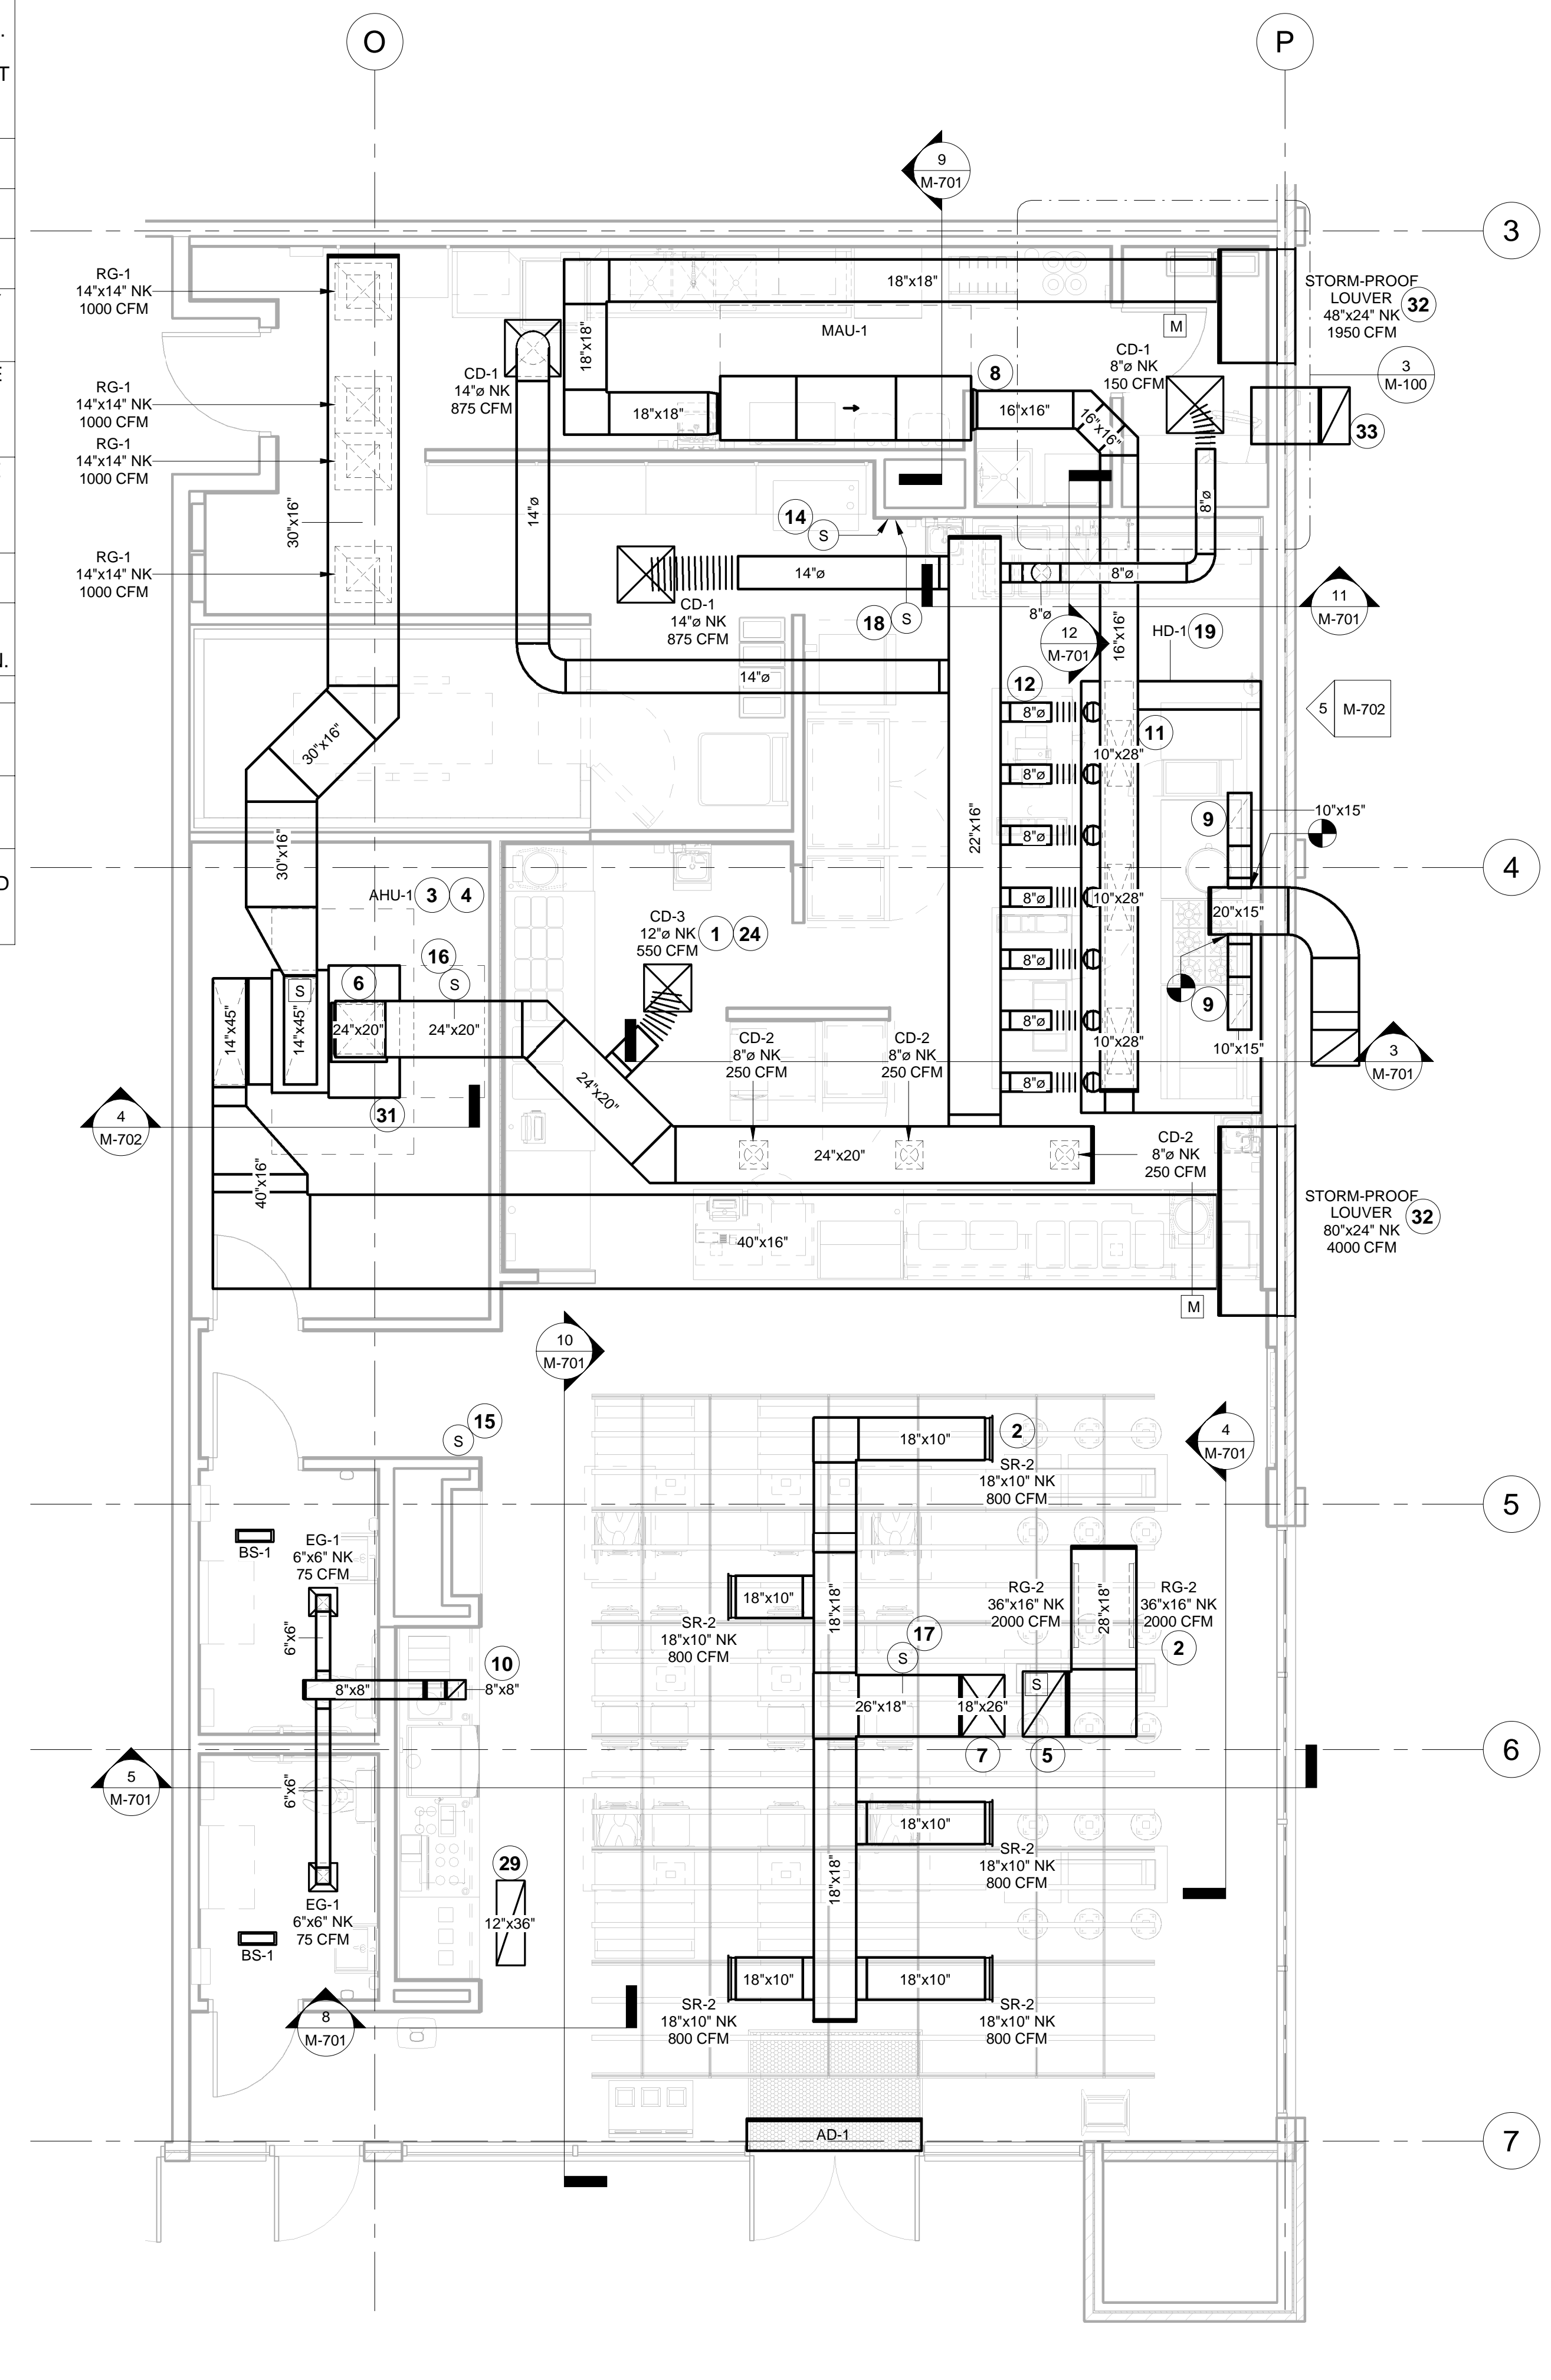 .
T
E
N.
D
O
P
9
M-701
3
RG-1
14"x14" NK
1000 CFM
18"x18"
STORM-PROOF
LOUVER
48"x24" NK
1950 CFM
32
18"x18"
MAU-1
M
CD-1
8"ø NK
150 CFM
3
M-100
CD-1
14"ø NK
875 CFM
8
RG-1
14"x14" NK
1000 CFM
18"x18"
16"x16"
16"x16"
33
RG-1
14"x14" NK
1000 CFM
30"x16"
14"ø
14
S
8"ø
RG-1
14"x14" NK
1000 CFM
14"ø
8"ø
8"ø
CD-1
14"ø NK
875 CFM
18
S
11
M-701
12
M-701
16"x16"
HD-1
19
14"ø
12
8"ø
5
M-702
30"x16"
11
10"x28"
8"ø
22"x16"
9
10"x15"
8"ø
30"x16"
4
AHU-1
3
4
8"ø
10"x28"
20"x15"
CD-3
12"ø NK
550 CFM
1
24
16
S
8"ø
6
S
9
14"x45"
14"x45"
24"x20"
24"x20"
8"ø
10"x28"
10"x15"
CD-2
8"ø NK
250 CFM
CD-2
8"ø NK
250 CFM
3
M-701
24"x20"
8"ø
4
M-702
31
24"x20"
CD-2
8"ø NK
250 CFM
40"x16"
STORM-PROOF
LOUVER
80"x24" NK
4000 CFM
32
40"x16"
M
10
M-701
15
S
18"x10"
2
4
M-701
SR-2
18"x10" NK
800 CFM
5
BS-1
EG-1
6"x6" NK
75 CFM
18"x10"
18"x18"
RG-2
36"x16" NK
2000 CFM
28"x18"
RG-2
36"x16" NK
2000 CFM
2
6"x6"
SR-2
18"x10" NK
800 CFM
17
S
10
8"x8"
8"x8"
S
26"x18"
18"x26"
7
5
6
5
M-701
6"x6"
18"x10"
29
SR-2
18"x10" NK
800 CFM
18"x18"
EG-1
6"x6" NK
75 CFM
12"x36"
BS-1
18"x10"
18"x10"
8
M-701
SR-2
18"x10" NK
800 CFM
SR-2
18"x10" NK
800 CFM
AD-1
7